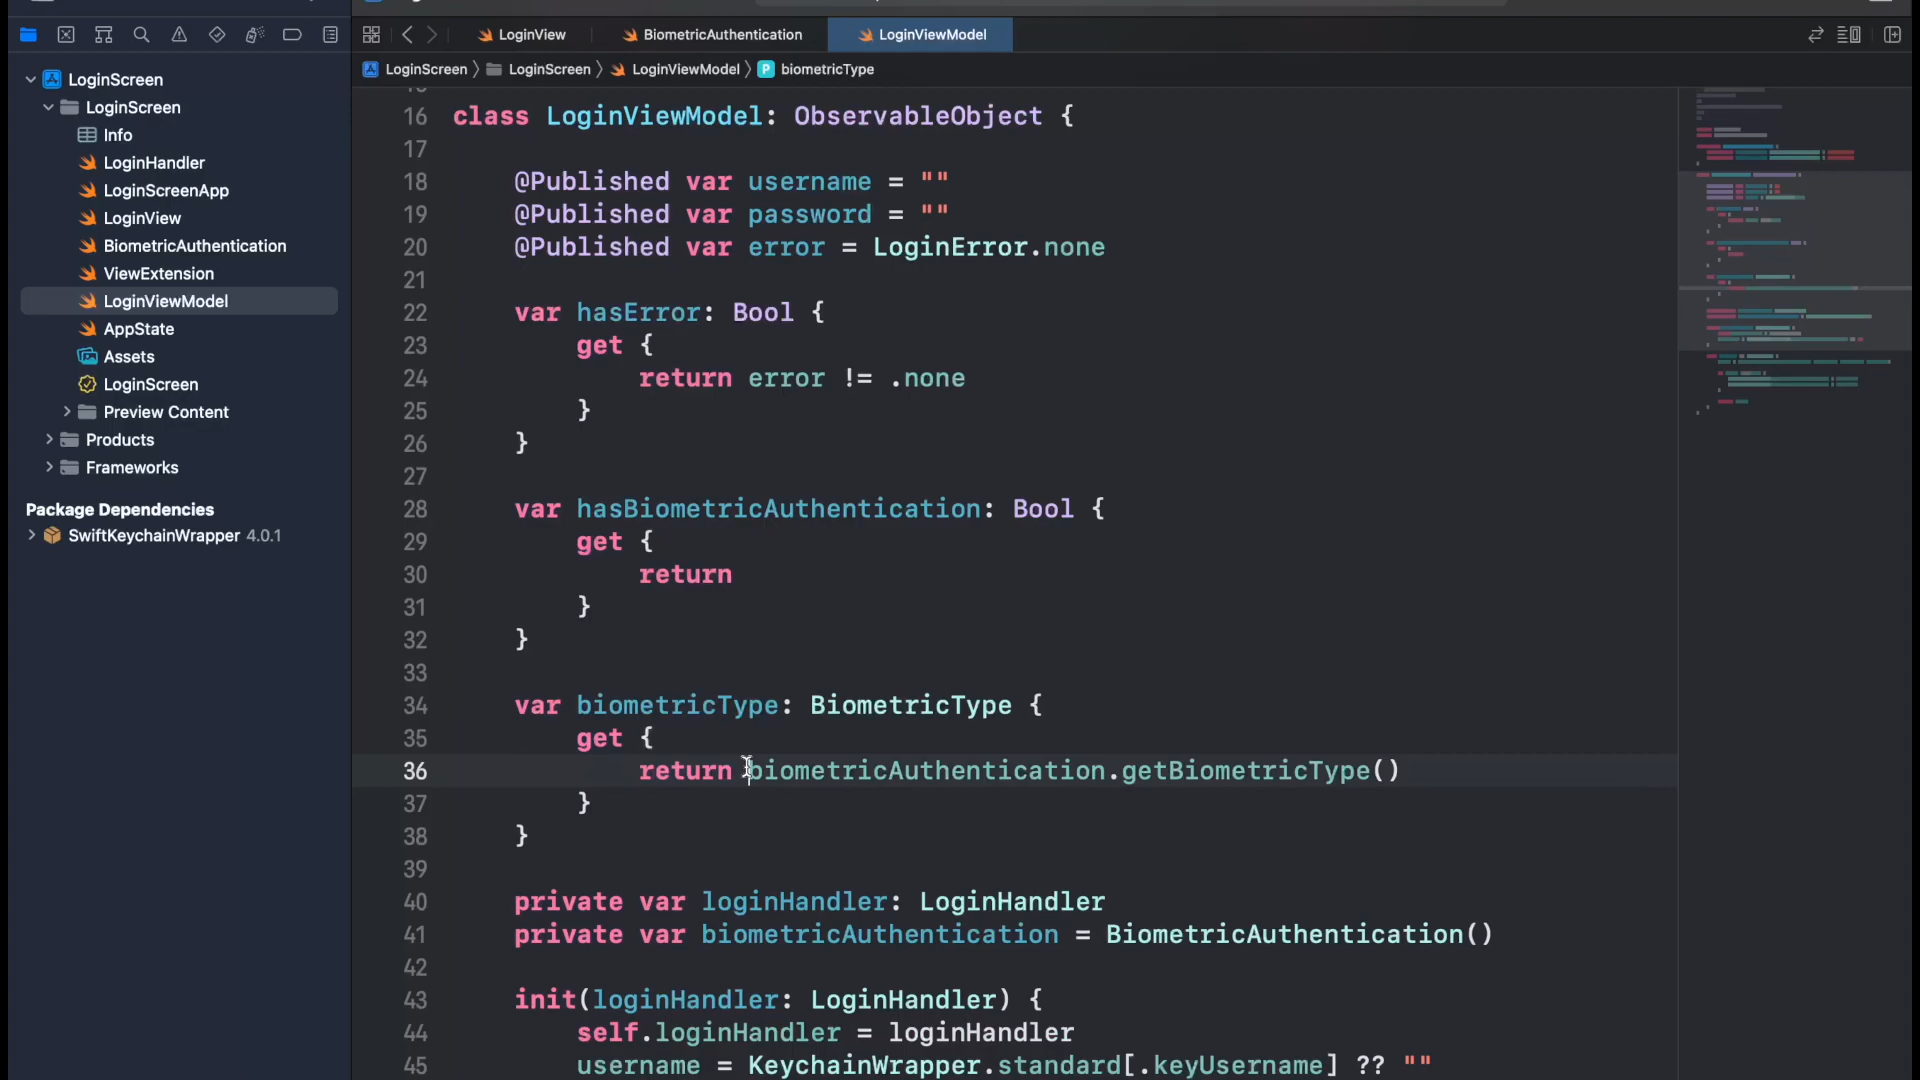 LoginView
BiometricAuthentication
LoginViewModel
LoginScreen
LoginScreen
LoginViewModel
P
biometricType
LoginScreen
LoginScreen
Info
LoginHandler
LoginScreenApp
LoginView
BiometricAuthentication
ViewExtension
LoginViewModel
AppState
Assets
LoginScreen
Preview Content
Products
Frameworks
Package Dependencies
SwiftKeychainWrapper 4.0.1
16 class LoginViewModel: ObservableObject {
17
18 @Published var username = ""
19 @Published var password = ""
20 @Published var error = LoginError.none
21
22 var hasError: Bool {
23 get {
24 return error != .none
25 }
26 }
27
28 var hasBiometricAuthentication: Bool {
29 get {
30 return
31 }
32 }
33
34 var biometricType: BiometricType {
35 get {
36 return biometricAuthentication.getBiometricType()
37 }
38 }
39
40 private var loginHandler: LoginHandler
41 private var biometricAuthentication = BiometricAuthentication()
42
43 init(loginHandler: LoginHandler) {
44 self.loginHandler = loginHandler
45 username = KeychainWrapper.standard[.keyUsername] ?? ""